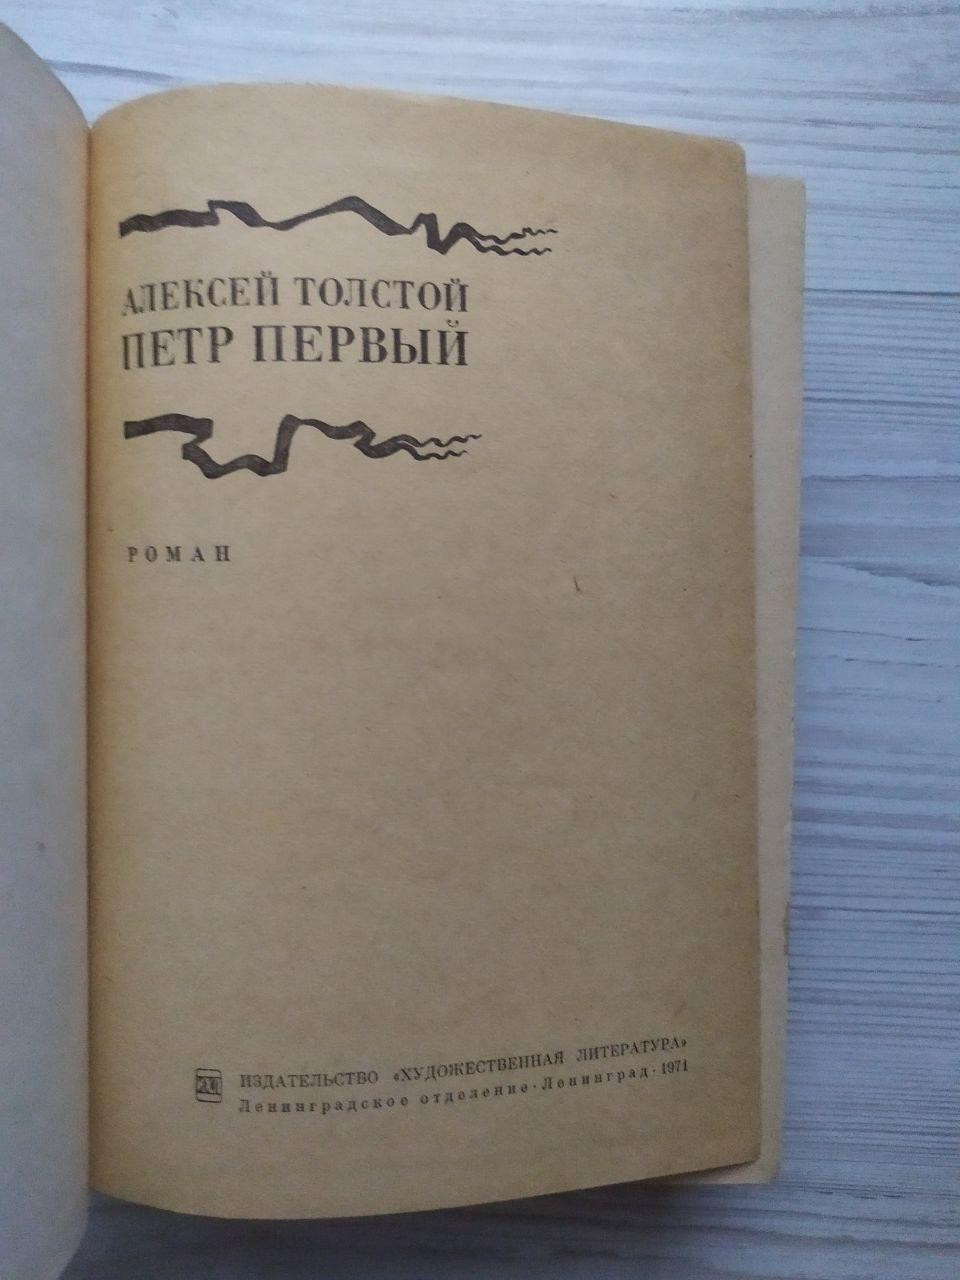 АЛЕКСЕЙ ТОЛСТОЙ
ПЕТР ПЕРВЫЙ
РОМАН
ИЗДАТЕЛЬСТВО «ХУДОЖЕСТВЕННАЯ ЛИТЕРАТУРА»
Ленинградское отделение · Ленинград · 1971